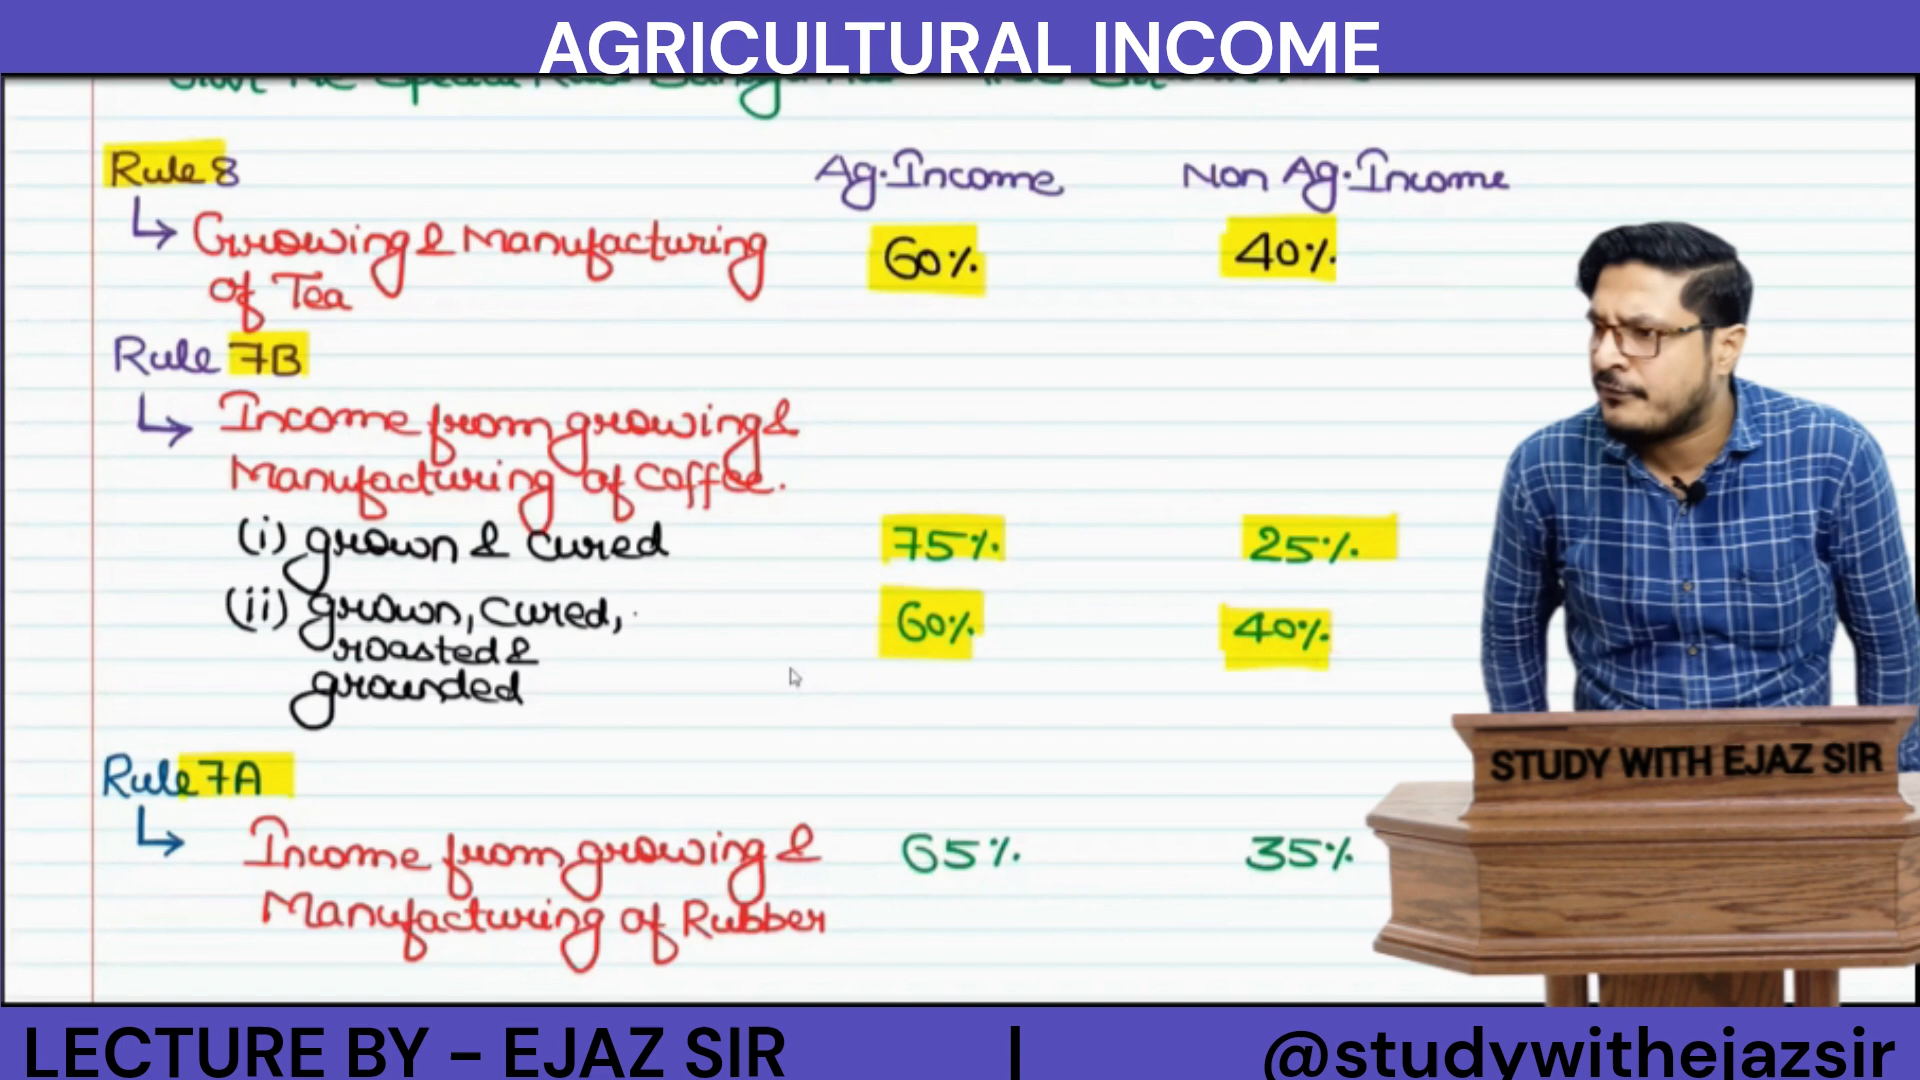 AGRICULTURAL INCOME
Rule 8 Ag. Income Non Ag. Income
↳ Growing & Manufacturing 60% 40%
of Tea
Rule 7B
↳ Income from growing &
Manufacturing of Coffee.
(i) grown & Cured 75% 25%
(ii) grown, Cured, 60% 40%
roasted &
grounded
Rule 7A
↳ Income from growing & 65% 35%
Manufacturing of Rubber
STUDY WITH EJAZ SIR
LECTURE BY - EJAZ SIR | @studywithejazsir